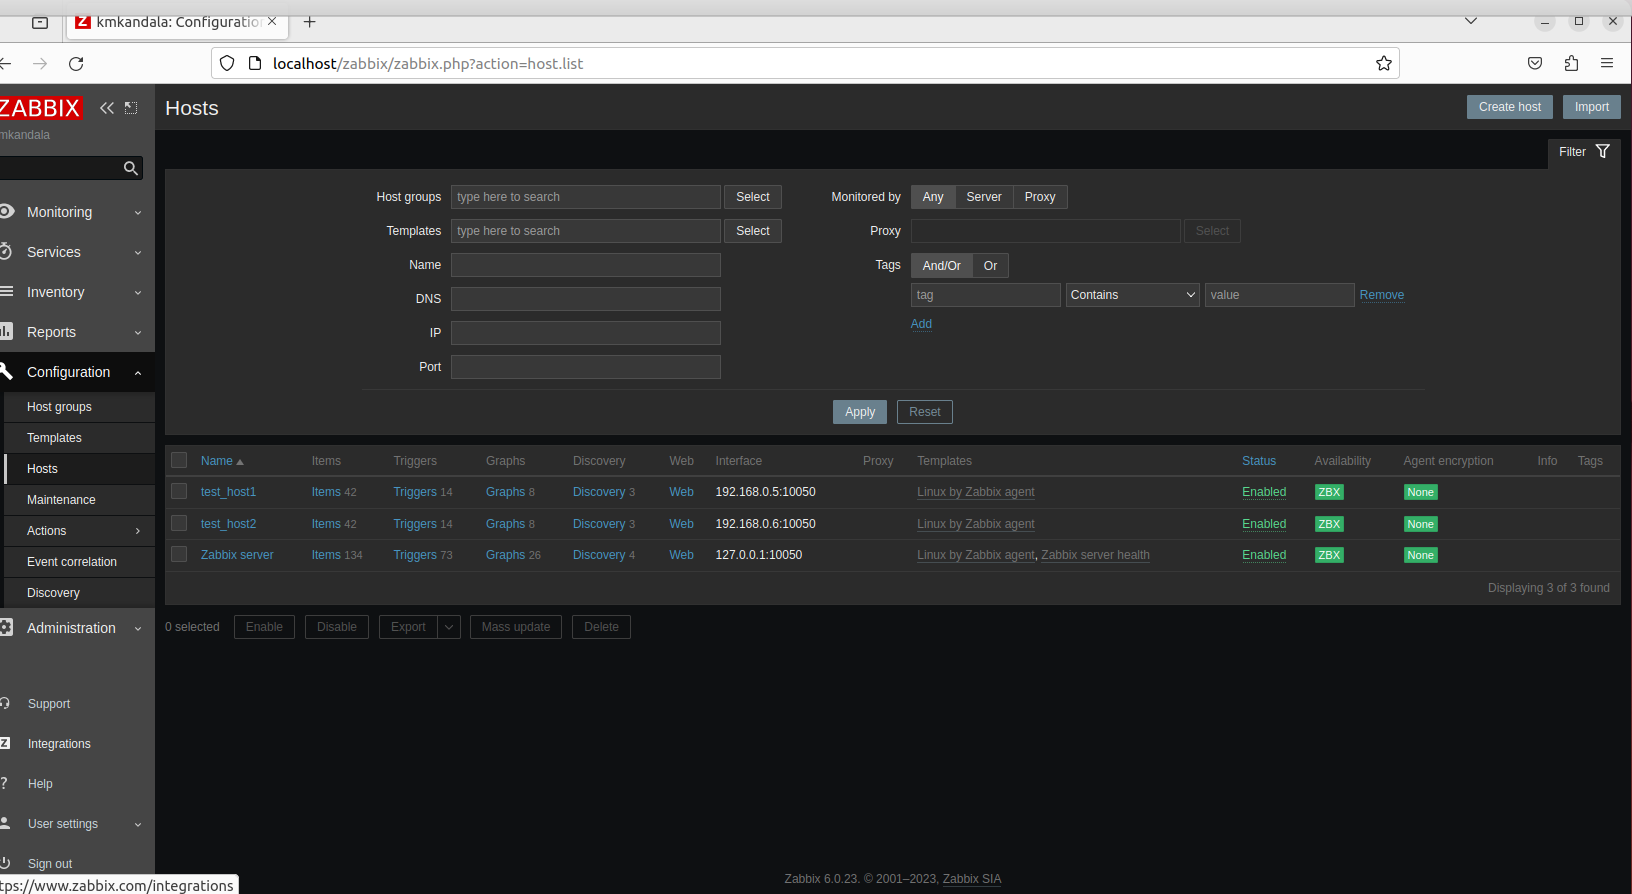 kmkandala: Configuratio
localhost/zabbix/zabbix.php?action=host.list
ZABBIX
mkandala
Monitoring
Services
Inventory
Reports
Configuration
Host groups
Templates
Hosts
Maintenance
Actions
Event correlation
Discovery
Administration
Support
Integrations
Help
User settings
Sign out
tps://www.zabbix.com/integrations
Hosts
Create host Import
Filter
Host groups type here to search Select
Templates type here to search Select
Name
DNS
IP
Port
Monitored by Any Server Proxy
Proxy Select
Tags And/Or Or
tag Contains value Remove
Add
Apply Reset
Name Items Triggers Graphs Discovery Web Interface Proxy Templates Status Availability Agent encryption Info Tags
test_host1 Items 42 Triggers 14 Graphs 8 Discovery 3 Web 192.168.0.5:10050 Linux by Zabbix agent Enabled ZBX None
test_host2 Items 42 Triggers 14 Graphs 8 Discovery 3 Web 192.168.0.6:10050 Linux by Zabbix agent Enabled ZBX None
Zabbix server Items 134 Triggers 73 Graphs 26 Discovery 4 Web 127.0.0.1:10050 Linux by Zabbix agent, Zabbix server health Enabled ZBX None
Displaying 3 of 3 found
0 selected Enable Disable Export Mass update Delete
Zabbix 6.0.23. © 2001–2023, Zabbix SIA